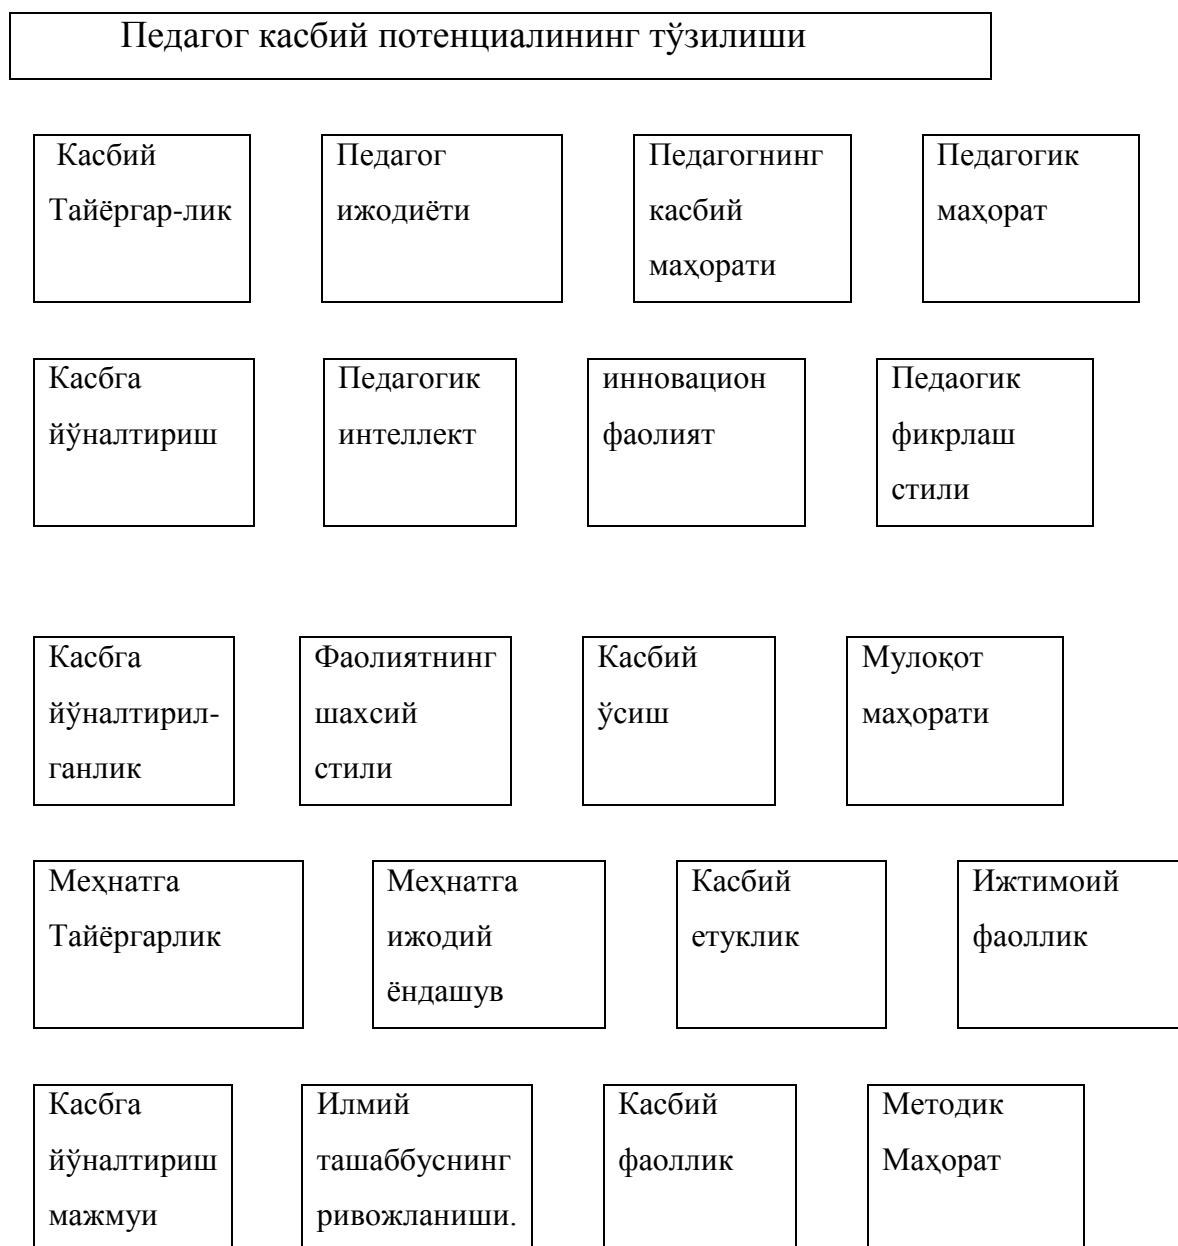 Педагог касбий потенциалининг тўзилиши
Касбий
Тайёргар-лик
Педагог
ижодиёти
Педагогнинг
касбий
маҳорати
Педагогик
маҳорат
Касбга
йўналтириш
Педагогик
интеллект
инновацион
фаолият
Педаогик
фикрлаш
стили
Касбга
йўналтирил-
ганлик
Фаолиятнинг
шахсий
стили
Касбий
ўсиш
Мулоқот
маҳорати
Меҳнатга
Тайёргарлик
Меҳнатга
ижодий
ёндашув
Касбий
етуклик
Ижтимоий
фаоллик
Касбга
йўналтириш
мажмуи
Илмий
ташаббуснинг
ривожланиши.
Касбий
фаоллик
Методик
Маҳорат